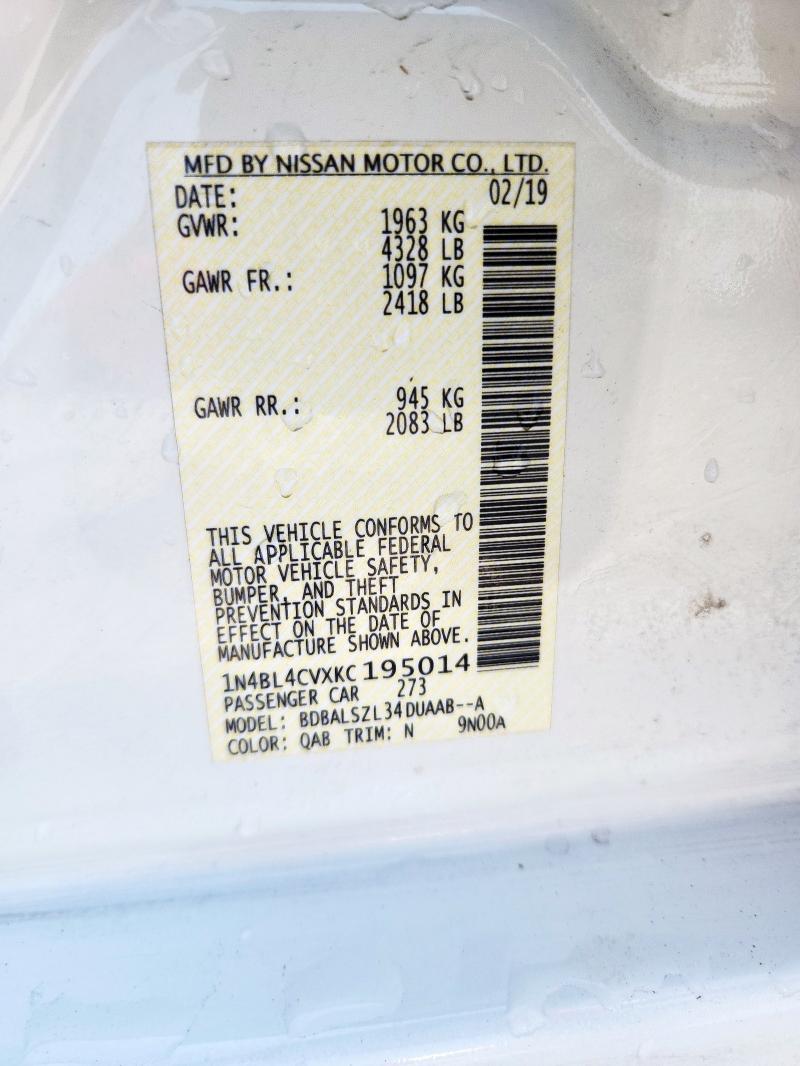 MFD BY NISSAN MOTOR CO., LTD.
DATE: 02/19
GVWR: 1963 KG
4328 LB
GAWR FR.: 1097 KG
2418 LB
GAWR RR.: 945 KG
2083 LB
THIS VEHICLE CONFORMS TO
ALL APPLICABLE FEDERAL
MOTOR VEHICLE SAFETY,
BUMPER, AND THEFT
PREVENTION STANDARDS IN
EFFECT ON THE DATE OF
MANUFACTURE SHOWN ABOVE.
1N4BL4CVXKC195014
PASSENGER CAR 273
MODEL: BDBALSZL34DUAAB--A
COLOR: QAB TRIM: N 9N00A